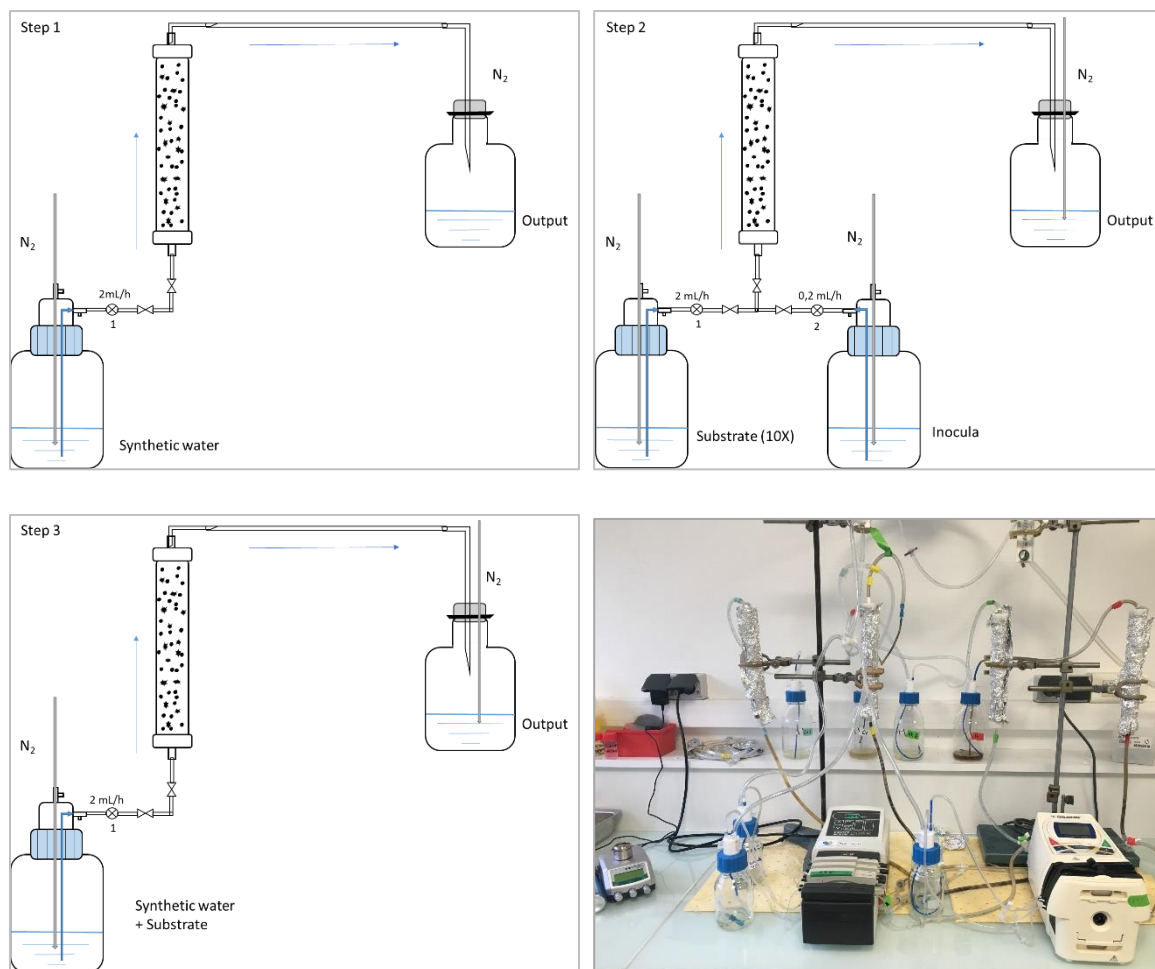 Step 1
N2
Output
N2
2mL/h
1
Synthetic water
Step 2
N2
Output
N2
N2
2 mL/h
0,2 mL/h
1
2
Substrate (10X)
Inocula
Step 3
N2
Output
N2
2 mL/h
1
Synthetic water
+ Substrate